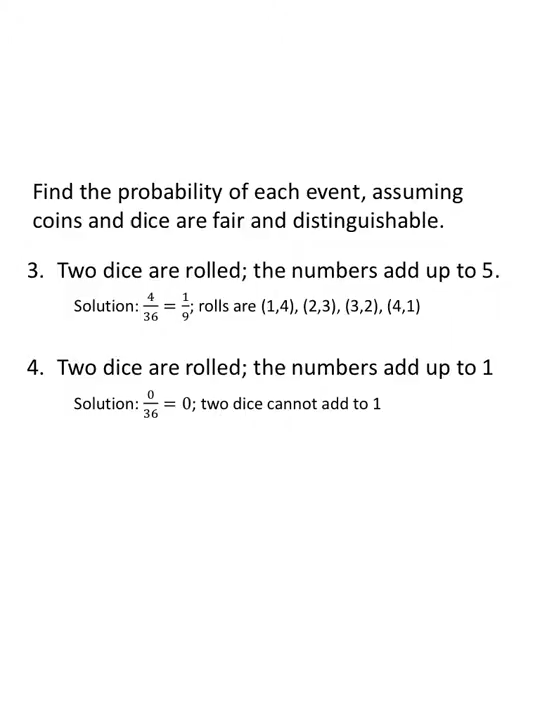 Find the probability of each event, assuming
coins and dice are fair and distinguishable.
3. Two dice are rolled; the numbers add up to 5.
Solution: 4/36 = 1/9; rolls are (1,4), (2,3), (3,2), (4,1)
4. Two dice are rolled; the numbers add up to 1
Solution: 0/36 = 0; two dice cannot add to 1